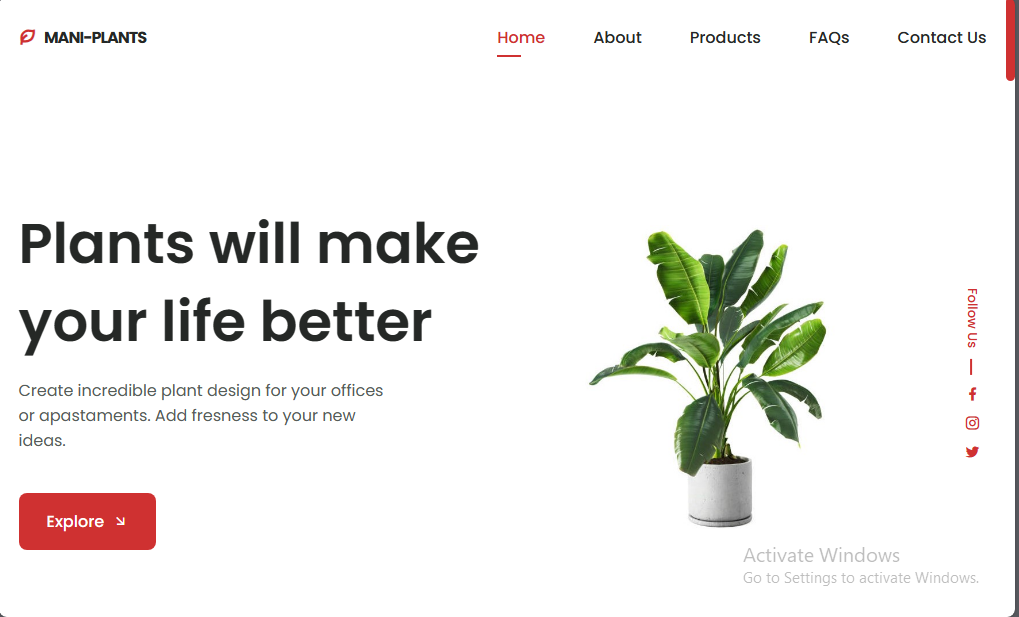 MANI-PLANTS
Home About Products FAQs Contact Us
Plants will make
your life better
Create incredible plant design for your offices
or apastaments. Add fresness to your new
ideas.
Explore
Follow Us
Activate Windows
Go to Settings to activate Windows.